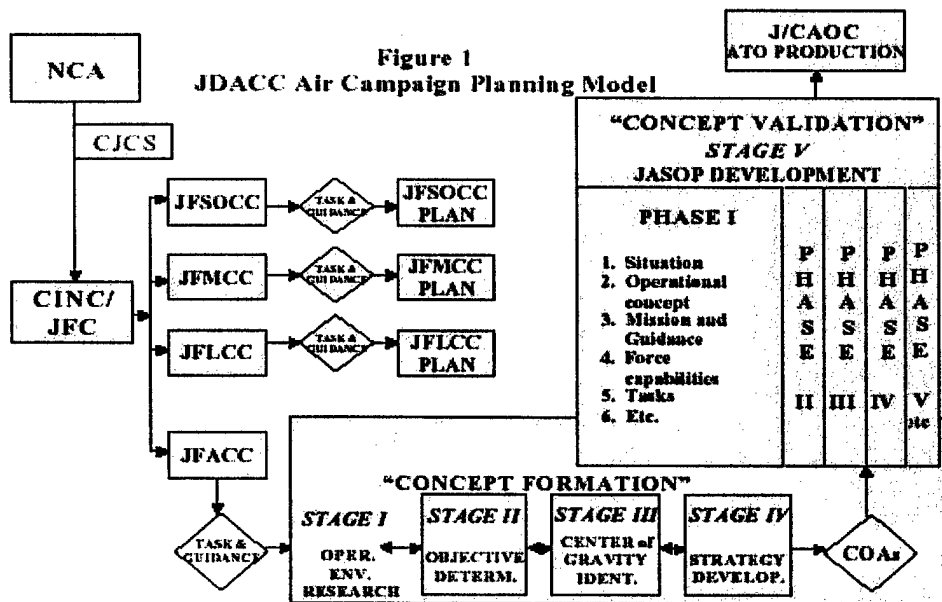 Figure 1
JDACC Air Campaign Planning Model
NCA
CJCS
CINC/
JFC
JFSOCC
TASK &
GUIDANCE
JFSOCC
PLAN
JFMCC
TASK &
GUIDANCE
JFMCC
PLAN
JFLCC
TASK &
GUIDANCE
JFLCC
PLAN
JFACC
TASK &
GUIDANCE
"CONCEPT FORMATION"
STAGE I
OPER.
ENV.
RESEARCH
STAGE II
OBJECTIVE
DETERM.
STAGE III
CENTER of
GRAVITY
IDENT.
STAGE IV
STRATEGY
DEVELOP.
COAs
J/CAOC
ATO PRODUCTION
"CONCEPT VALIDATION"
STAGE V
JASOP DEVELOPMENT
PHASE I
1. Situation
2. Operational
concept
3. Mission and
Guidance
4. Force
capabilities
5. Tasks
6. Etc.
PHASE II
PHASE III
PHASE IV
PHASE V
etc